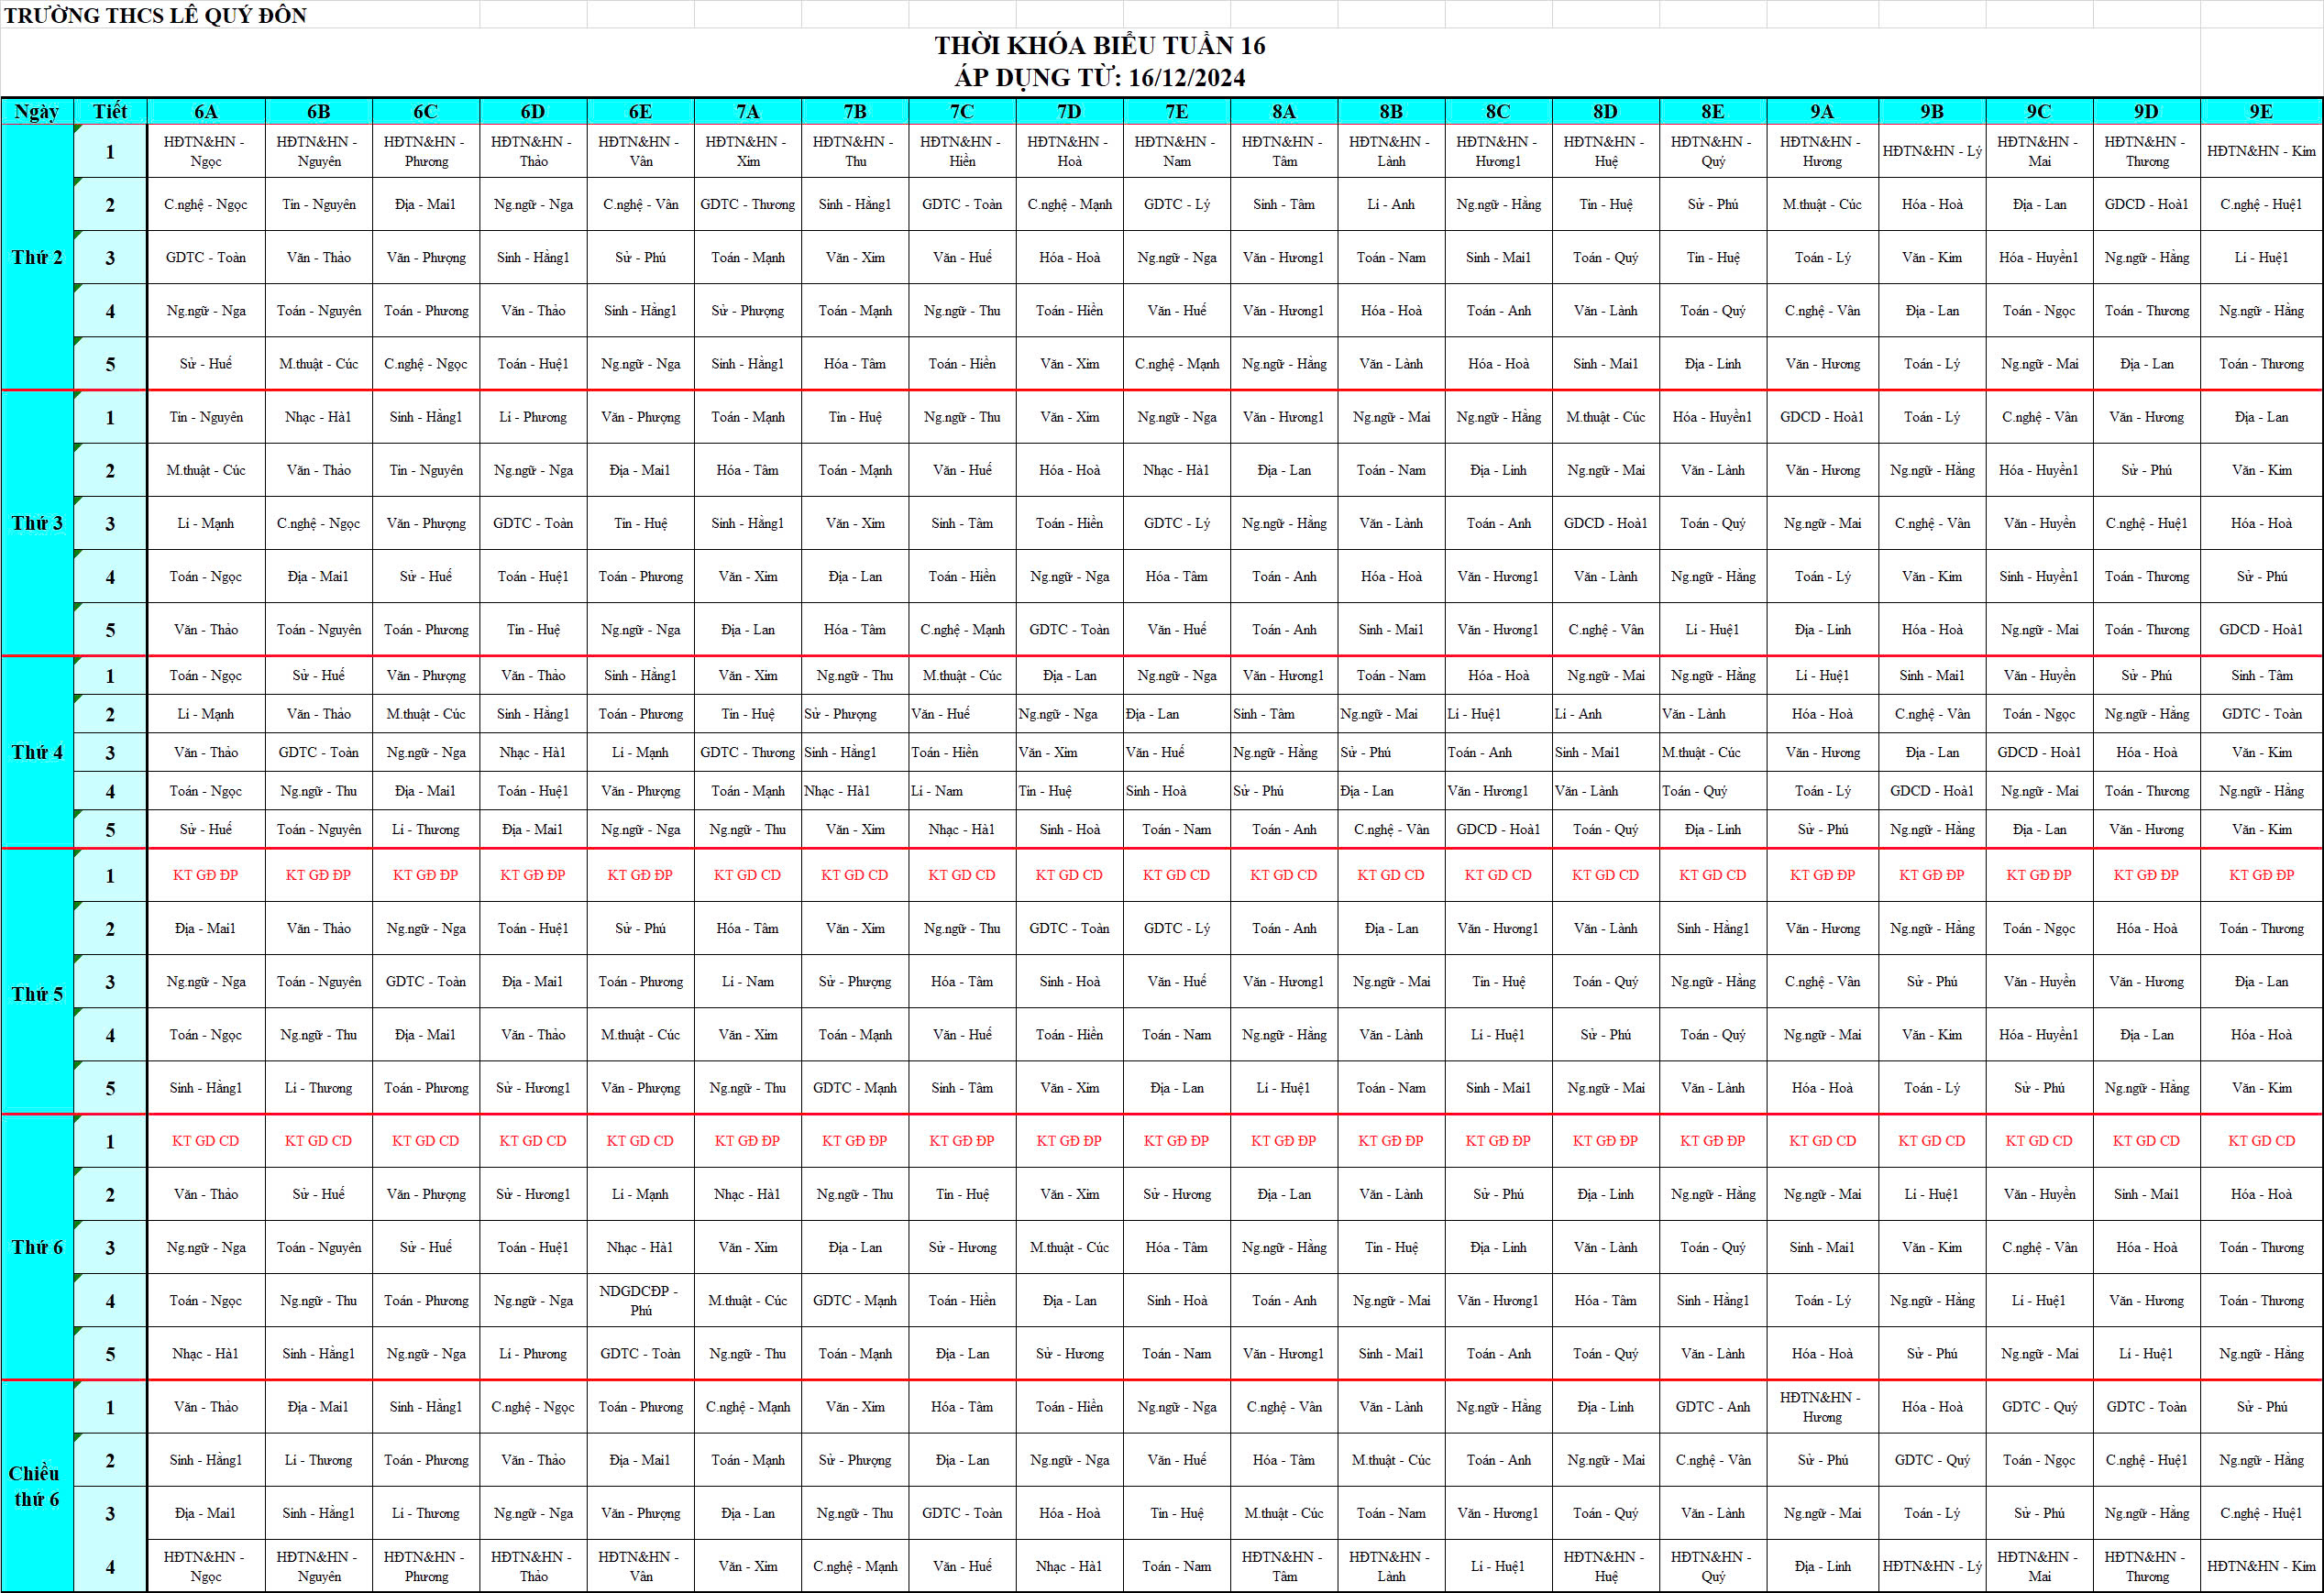 TRƯỜNG THCS LÊ QUÝ ĐÔN
THỜI KHÓA BIỂU TUẦN 16
ÁP DỤNG TỪ: 16/12/2024
Ngày Tiết 6A 6B 6C 6D 6E 7A 7B 7C 7D 7E 8A 8B 8C 8D 8E 9A 9B 9C 9D 9E
Thứ 2
1 HĐTN&HN - Ngọc HĐTN&HN - Nguyên HĐTN&HN - Phương HĐTN&HN - Thảo HĐTN&HN - Vân HĐTN&HN - Xim HĐTN&HN - Thu HĐTN&HN - Hiền HĐTN&HN - Hoà HĐTN&HN - Nam HĐTN&HN - Tâm HĐTN&HN - Lành HĐTN&HN - Hương1 HĐTN&HN - Huệ HĐTN&HN - Quý HĐTN&HN - Hương HĐTN&HN - Lý HĐTN&HN - Mai HĐTN&HN - Thương HĐTN&HN - Kim
2 C.nghệ - Ngọc Tin - Nguyên Địa - Mai1 Ng.ngữ - Nga C.nghệ - Vân GDTC - Thương Sinh - Hằng1 GDTC - Toàn C.nghệ - Mạnh GDTC - Lý Sinh - Tâm Lí - Anh Ng.ngữ - Hằng Tin - Huệ Sử - Phú M.thuật - Cúc Hóa - Hoà Địa - Lan GDCD - Hoà1 C.nghệ - Huệ1
3 GDTC - Toàn Văn - Thảo Văn - Phượng Sinh - Hằng1 Sử - Phú Toán - Mạnh Văn - Xim Văn - Huế Hóa - Hoà Ng.ngữ - Nga Văn - Hương1 Toán - Nam Sinh - Mai1 Toán - Quý Tin - Huệ Toán - Lý Văn - Kim Hóa - Huyền1 Ng.ngữ - Hằng Lí - Huệ1
4 Ng.ngữ - Nga Toán - Nguyên Toán - Phương Văn - Thảo Sinh - Hằng1 Sử - Phượng Toán - Mạnh Ng.ngữ - Thu Toán - Hiền Văn - Huế Văn - Hương1 Hóa - Hoà Toán - Anh Văn - Lành Toán - Quý C.nghệ - Vân Địa - Lan Toán - Ngọc Toán - Thương Ng.ngữ - Hằng
5 Sử - Huế M.thuật - Cúc C.nghệ - Ngọc Toán - Huệ1 Ng.ngữ - Nga Sinh - Hằng1 Hóa - Tâm Toán - Hiền Văn - Xim C.nghệ - Mạnh Ng.ngữ - Hằng Văn - Lành Hóa - Hoà Sinh - Mai1 Địa - Linh Văn - Hương Toán - Lý Ng.ngữ - Mai Địa - Lan Toán - Thương
Thứ 3
1 Tin - Nguyên Nhạc - Hà1 Sinh - Hằng1 Lí - Phương Văn - Phượng Toán - Mạnh Tin - Huệ Ng.ngữ - Thu Văn - Xim Ng.ngữ - Nga Văn - Hương1 Ng.ngữ - Mai Ng.ngữ - Hằng M.thuật - Cúc Hóa - Huyền1 GDCD - Hoà1 Toán - Lý C.nghệ - Vân Văn - Hương Địa - Lan
2 M.thuật - Cúc Văn - Thảo Tin - Nguyên Ng.ngữ - Nga Địa - Mai1 Hóa - Tâm Toán - Mạnh Văn - Huế Hóa - Hoà Nhạc - Hà1 Địa - Lan Toán - Nam Địa - Linh Ng.ngữ - Mai Văn - Lành Văn - Hương Ng.ngữ - Hằng Hóa - Huyền1 Sử - Phú Văn - Kim
3 Lí - Mạnh C.nghệ - Ngọc Văn - Phượng GDTC - Toàn Tin - Huệ Sinh - Hằng1 Văn - Xim Sinh - Tâm Toán - Hiền GDTC - Lý Ng.ngữ - Hằng Văn - Lành Toán - Anh GDCD - Hoà1 Toán - Quý Ng.ngữ - Mai C.nghệ - Vân Văn - Huyền C.nghệ - Huệ1 Hóa - Hoà
4 Toán - Ngọc Địa - Mai1 Sử - Huế Toán - Huệ1 Toán - Phương Văn - Xim Địa - Lan Toán - Hiền Ng.ngữ - Nga Hóa - Tâm Toán - Anh Hóa - Hoà Văn - Hương1 Văn - Lành Ng.ngữ - Hằng Toán - Lý Văn - Kim Sinh - Huyền1 Toán - Thương Sử - Phú
5 Văn - Thảo Toán - Nguyên Toán - Phương Tin - Huệ Ng.ngữ - Nga Địa - Lan Hóa - Tâm C.nghệ - Mạnh GDTC - Toàn Văn - Huế Toán - Anh Sinh - Mai1 Văn - Hương1 C.nghệ - Vân Lí - Huệ1 Địa - Linh Hóa - Hoà Ng.ngữ - Mai Toán - Thương GDCD - Hoà1
Thứ 4
1 Toán - Ngọc Sử - Huế Văn - Phượng Văn - Thảo Sinh - Hằng1 Văn - Xim Ng.ngữ - Thu M.thuật - Cúc Địa - Lan Ng.ngữ - Nga Văn - Hương1 Toán - Nam Hóa - Hoà Ng.ngữ - Mai Ng.ngữ - Hằng Lí - Huệ1 Sinh - Mai1 Văn - Huyền Sử - Phú Sinh - Tâm
2 Lí - Mạnh Văn - Thảo M.thuật - Cúc Sinh - Hằng1 Toán - Phương Tin - Huệ Sử - Phượng Văn - Huế Ng.ngữ - Nga Địa - Lan Sinh - Tâm Ng.ngữ - Mai Lí - Huệ1 Lí - Anh Văn - Lành Hóa - Hoà C.nghệ - Vân Toán - Ngọc Ng.ngữ - Hằng GDTC - Toàn
3 Văn - Thảo GDTC - Toàn Ng.ngữ - Nga Nhạc - Hà1 Lí - Mạnh GDTC - Thương Sinh - Hằng1 Toán - Hiền Văn - Xim Văn - Huế Ng.ngữ - Hằng Sử - Phú Toán - Anh Sinh - Mai1 M.thuật - Cúc Văn - Hương Địa - Lan GDCD - Hoà1 Hóa - Hoà Văn - Kim
4 Toán - Ngọc Ng.ngữ - Thu Địa - Mai1 Toán - Huệ1 Văn - Phượng Toán - Mạnh Nhạc - Hà1 Lí - Nam Tin - Huệ Sinh - Hoà Sử - Phú Địa - Lan Văn - Hương1 Văn - Lành Toán - Quý Toán - Lý GDCD - Hoà1 Ng.ngữ - Mai Toán - Thương Ng.ngữ - Hằng
5 Sử - Huế Toán - Nguyên Lí - Thương Địa - Mai1 Ng.ngữ - Nga Ng.ngữ - Thu Văn - Xim Nhạc - Hà1 Sinh - Hoà Toán - Nam Toán - Anh C.nghệ - Vân GDCD - Hoà1 Toán - Quý Địa - Linh Sử - Phú Ng.ngữ - Hằng Địa - Lan Văn - Hương Văn - Kim
Thứ 5
1 KT GĐ ĐP KT GĐ ĐP KT GĐ ĐP KT GĐ ĐP KT GĐ ĐP KT GD CD KT GD CD KT GD CD KT GD CD KT GD CD KT GD CD KT GD CD KT GD CD KT GD CD KT GD CD KT GĐ ĐP KT GĐ ĐP KT GĐ ĐP KT GĐ ĐP KT GĐ ĐP
2 Địa - Mai1 Văn - Thảo Ng.ngữ - Nga Toán - Huệ1 Sử - Phú Hóa - Tâm Văn - Xim Ng.ngữ - Thu GDTC - Toàn GDTC - Lý Toán - Anh Địa - Lan Văn - Hương1 Văn - Lành Sinh - Hằng1 Văn - Hương Ng.ngữ - Hằng Toán - Ngọc Hóa - Hoà Toán - Thương
3 Ng.ngữ - Nga Toán - Nguyên GDTC - Toàn Địa - Mai1 Toán - Phương Lí - Nam Sử - Phượng Hóa - Tâm Sinh - Hoà Văn - Huế Văn - Hương1 Ng.ngữ - Mai Tin - Huệ Toán - Quý Ng.ngữ - Hằng C.nghệ - Vân Sử - Phú Văn - Huyền Văn - Hương Địa - Lan
4 Toán - Ngọc Ng.ngữ - Thu Địa - Mai1 Văn - Thảo M.thuật - Cúc Văn - Xim Toán - Mạnh Văn - Huế Toán - Hiền Toán - Nam Ng.ngữ - Hằng Văn - Lành Lí - Huệ1 Sử - Phú Toán - Quý Ng.ngữ - Mai Văn - Kim Hóa - Huyền1 Địa - Lan Hóa - Hoà
5 Sinh - Hằng1 Lí - Thương Toán - Phương Sử - Hương1 Văn - Phượng Ng.ngữ - Thu GDTC - Mạnh Sinh - Tâm Văn - Xim Địa - Lan Lí - Huệ1 Toán - Nam Sinh - Mai1 Ng.ngữ - Mai Văn - Lành Hóa - Hoà Toán - Lý Sử - Phú Ng.ngữ - Hằng Văn - Kim
Thứ 6
1 KT GD CD KT GD CD KT GD CD KT GD CD KT GD CD KT GĐ ĐP KT GĐ ĐP KT GĐ ĐP KT GĐ ĐP KT GĐ ĐP KT GĐ ĐP KT GĐ ĐP KT GĐ ĐP KT GĐ ĐP KT GĐ ĐP KT GD CD KT GD CD KT GD CD KT GD CD KT GD CD
2 Văn - Thảo Sử - Huế Văn - Phượng Sử - Hương1 Lí - Mạnh Nhạc - Hà1 Ng.ngữ - Thu Tin - Huệ Văn - Xim Sử - Hương Địa - Lan Văn - Lành Sử - Phú Địa - Linh Ng.ngữ - Hằng Ng.ngữ - Mai Lí - Huệ1 Văn - Huyền Sinh - Mai1 Hóa - Hoà
3 Ng.ngữ - Nga Toán - Nguyên Sử - Huế Toán - Huệ1 Nhạc - Hà1 Văn - Xim Địa - Lan Sử - Hương M.thuật - Cúc Hóa - Tâm Ng.ngữ - Hằng Tin - Huệ Địa - Linh Văn - Lành Toán - Quý Sinh - Mai1 Văn - Kim C.nghệ - Vân Hóa - Hoà Toán - Thương
4 Toán - Ngọc Ng.ngữ - Thu Toán - Phương Ng.ngữ - Nga NDGDCĐP - Phú M.thuật - Cúc GDTC - Mạnh Toán - Hiền Địa - Lan Sinh - Hoà Toán - Anh Ng.ngữ - Mai Văn - Hương1 Hóa - Tâm Sinh - Hằng1 Toán - Lý Ng.ngữ - Hằng Lí - Huệ1 Văn - Hương Toán - Thương
5 Nhạc - Hà1 Sinh - Hằng1 Ng.ngữ - Nga Lí - Phương GDTC - Toàn Ng.ngữ - Thu Toán - Mạnh Địa - Lan Sử - Hương Toán - Nam Văn - Hương1 Sinh - Mai1 Toán - Anh Toán - Quý Văn - Lành Hóa - Hoà Sử - Phú Ng.ngữ - Mai Lí - Huệ1 Ng.ngữ - Hằng
Chiều thứ 6
1 Văn - Thảo Địa - Mai1 Sinh - Hằng1 C.nghệ - Ngọc Toán - Phương C.nghệ - Mạnh Văn - Xim Hóa - Tâm Toán - Hiền Ng.ngữ - Nga C.nghệ - Vân Văn - Lành Ng.ngữ - Hằng Địa - Linh GDTC - Anh HĐTN&HN - Hương Hóa - Hoà GDTC - Quý GDTC - Toàn Sử - Phú
2 Sinh - Hằng1 Lí - Thương Toán - Phương Văn - Thảo Địa - Mai1 Toán - Mạnh Sử - Phượng Địa - Lan Ng.ngữ - Nga Văn - Huế Hóa - Tâm M.thuật - Cúc Toán - Anh Ng.ngữ - Mai C.nghệ - Vân Sử - Phú GDTC - Quý Toán - Ngọc C.nghệ - Huệ1 Ng.ngữ - Hằng
3 Địa - Mai1 Sinh - Hằng1 Lí - Thương Ng.ngữ - Nga Văn - Phượng Địa - Lan Ng.ngữ - Thu GDTC - Toàn Hóa - Hoà Tin - Huệ M.thuật - Cúc Toán - Nam Văn - Hương1 Toán - Quý Văn - Lành Ng.ngữ - Mai Toán - Lý Sử - Phú Ng.ngữ - Hằng C.nghệ - Huệ1
4 HĐTN&HN - Ngọc HĐTN&HN - Nguyên HĐTN&HN - Phương HĐTN&HN - Thảo HĐTN&HN - Vân Văn - Xim C.nghệ - Mạnh Văn - Huế Nhạc - Hà1 Toán - Nam HĐTN&HN - Tâm HĐTN&HN - Lành Lí - Huệ1 HĐTN&HN - Huệ HĐTN&HN - Quý Địa - Linh HĐTN&HN - Lý HĐTN&HN - Mai HĐTN&HN - Thương HĐTN&HN - Kim